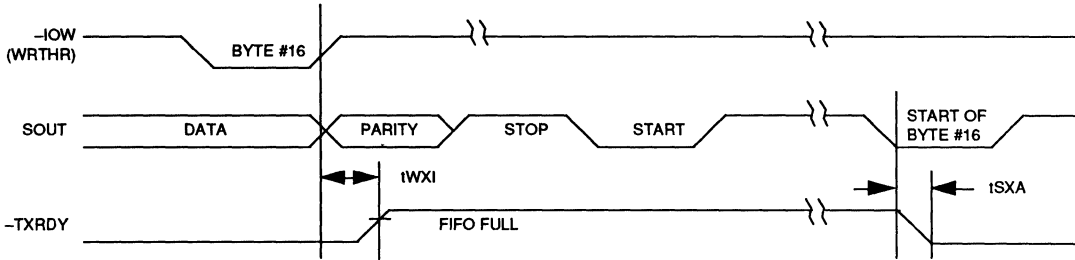 –IOW
(WRTHR)
BYTE #16
SOUT
DATA
PARITY
STOP
START
START OF
BYTE #16
tWXI
tSXA
–TXRDY
FIFO FULL